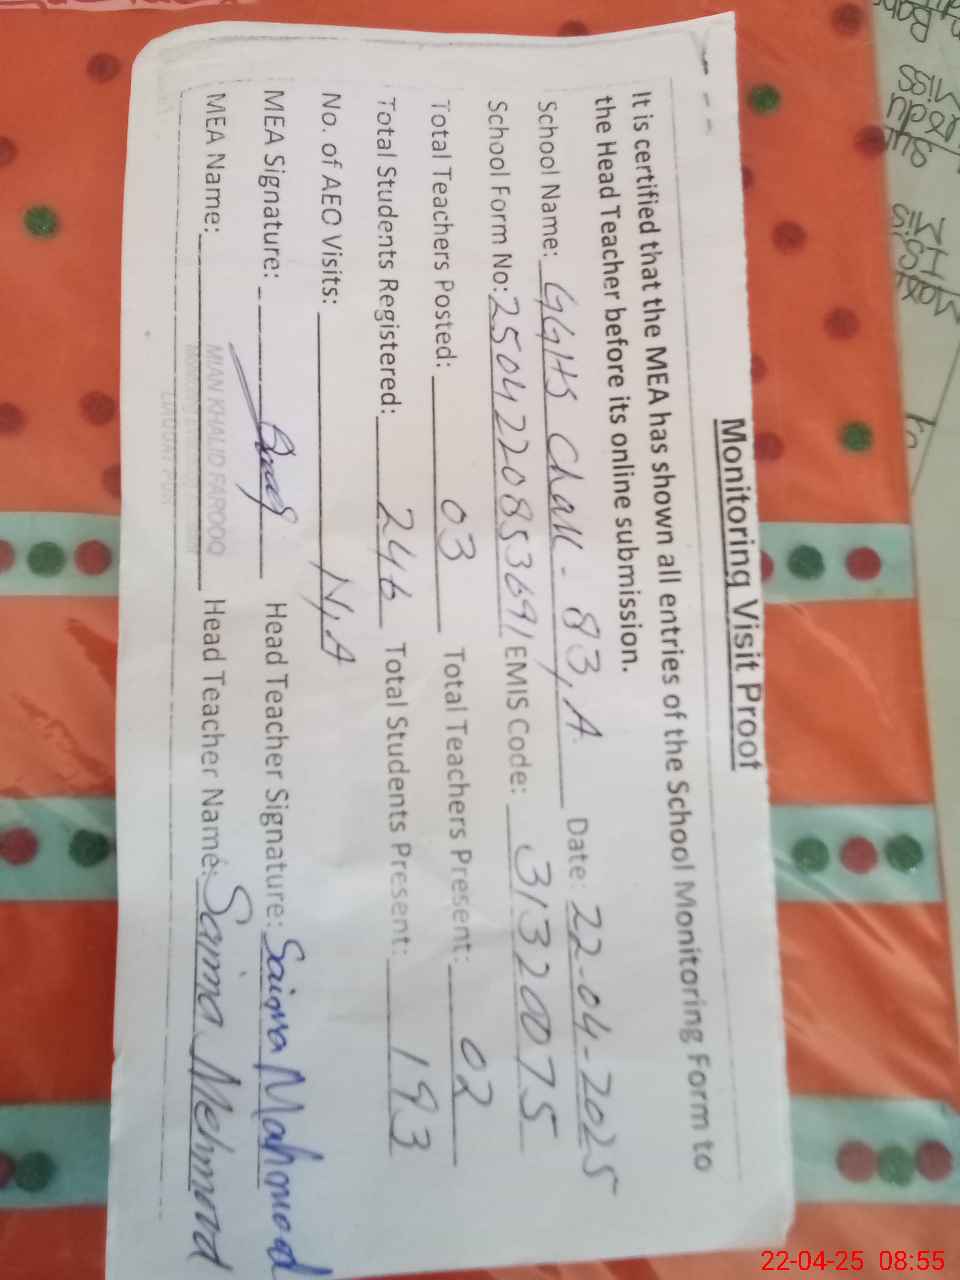 Monitoring Visit Proof
It is certified that the MEA has shown all entries of the School Monitoring Form to
the Head Teacher before its online submission.
School Name: GGHS Chak - 83, A Date: 22-04-2025
School Form No: 250422085369 1 EMIS Code: 31320075
Total Teachers Posted: 03 Total Teachers Present: 02
Total Students Registered: 246 Total Students Present: 193
No. of AEO Visits: N, A
MEA Signature: Head Teacher Signature: Saima Mahmood
MEA Name: MIAN KHALID FAROOQ Head Teacher Name: Saima Mehmood
LIAQUAT PUR
22-04-25 08:55